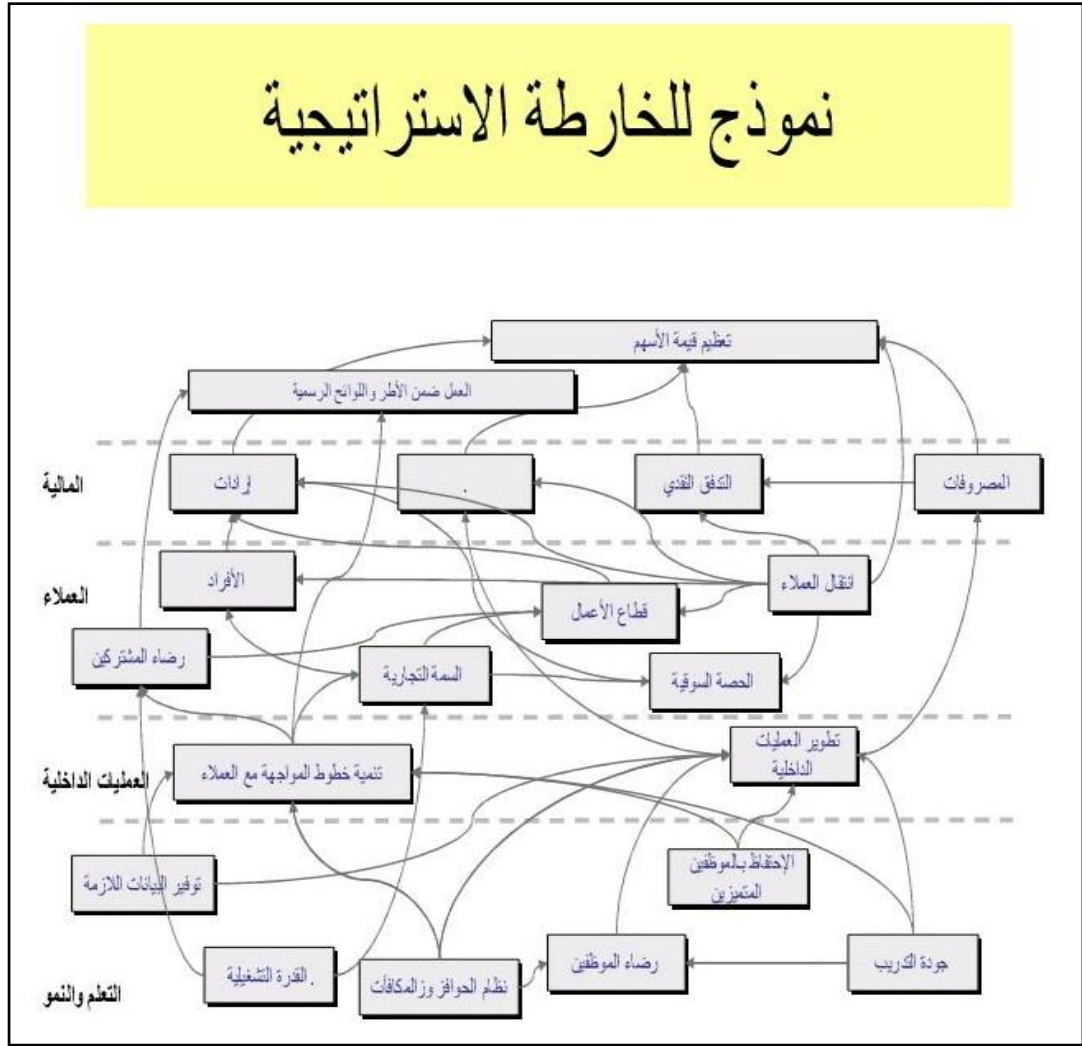 نموذج للخارطة الاستراتيجية
تعظيم قيمة الأسهم
العمل ضمن الأطر واللوائح الرسمية
المالية
المصروفات
التدفق النقدي
.
إرادات
العملاء
انتقال العملاء
قطاع الأعمال
الأفراد
الحصة السوقية
السمة التجارية
رضاء المشتركين
العمليات الداخلية
تطوير العمليات
الداخلية
تنمية خطوط المواجهة مع العملاء
الإحتفاظ بالموظفين
المتميزين
توفير البيانات اللازمة
التعلم والنمو
جودة التدريب
رضاء الموظفين
نظام الحوافز وزالمكافأت
القدرة التشغيلية .